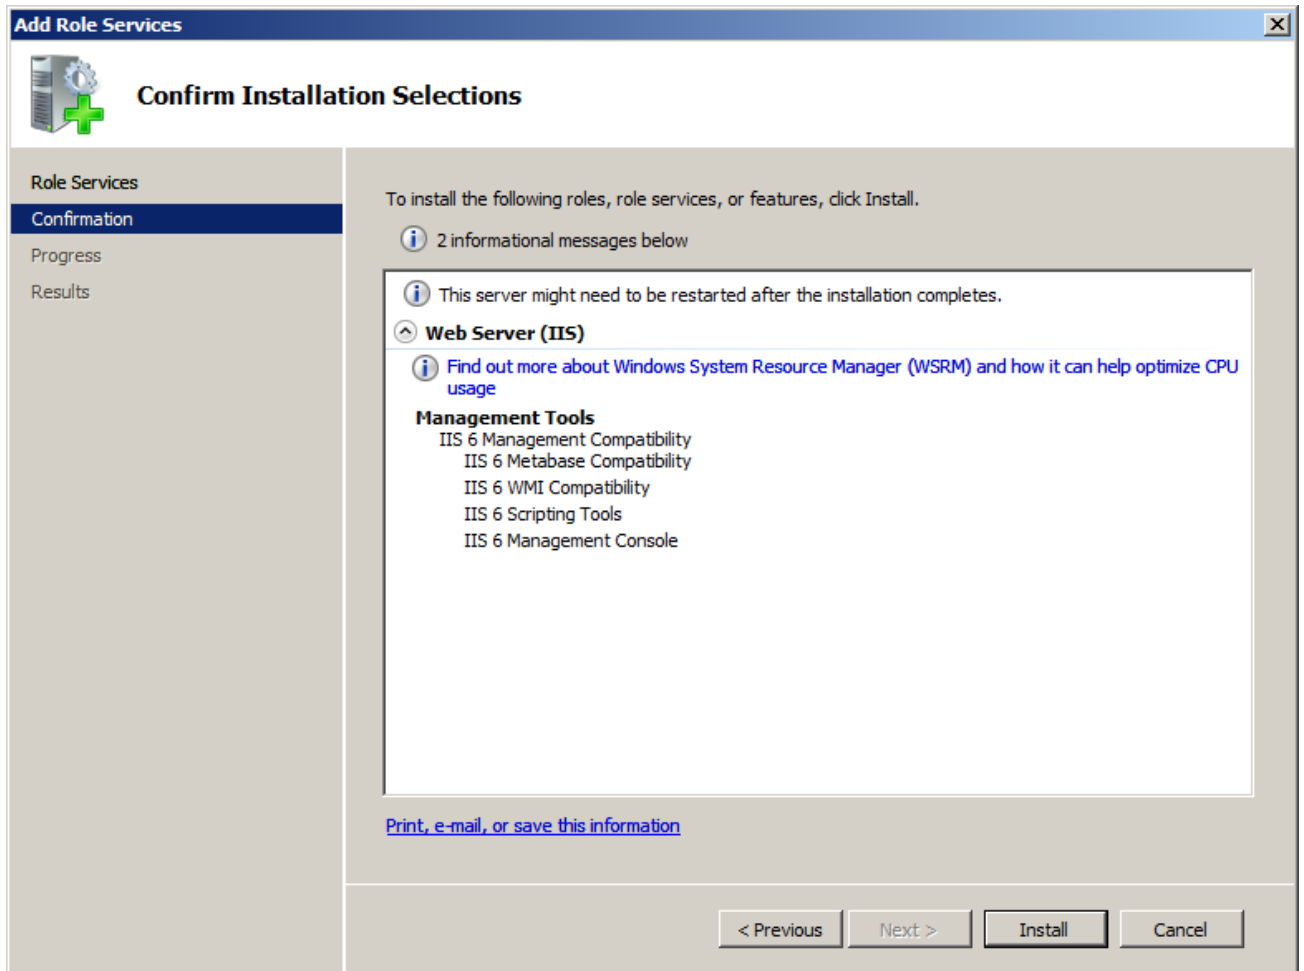 Add Role Services
Confirm Installation Selections
Role Services
Confirmation
Progress
Results
To install the following roles, role services, or features, click Install.
2 informational messages below
This server might need to be restarted after the installation completes.
Web Server (IIS)
Find out more about Windows System Resource Manager (WSRM) and how it can help optimize CPU
usage
Management Tools
IIS 6 Management Compatibility
IIS 6 Metabase Compatibility
IIS 6 WMI Compatibility
IIS 6 Scripting Tools
IIS 6 Management Console
Print, e-mail, or save this information
< Previous
Next >
Install
Cancel